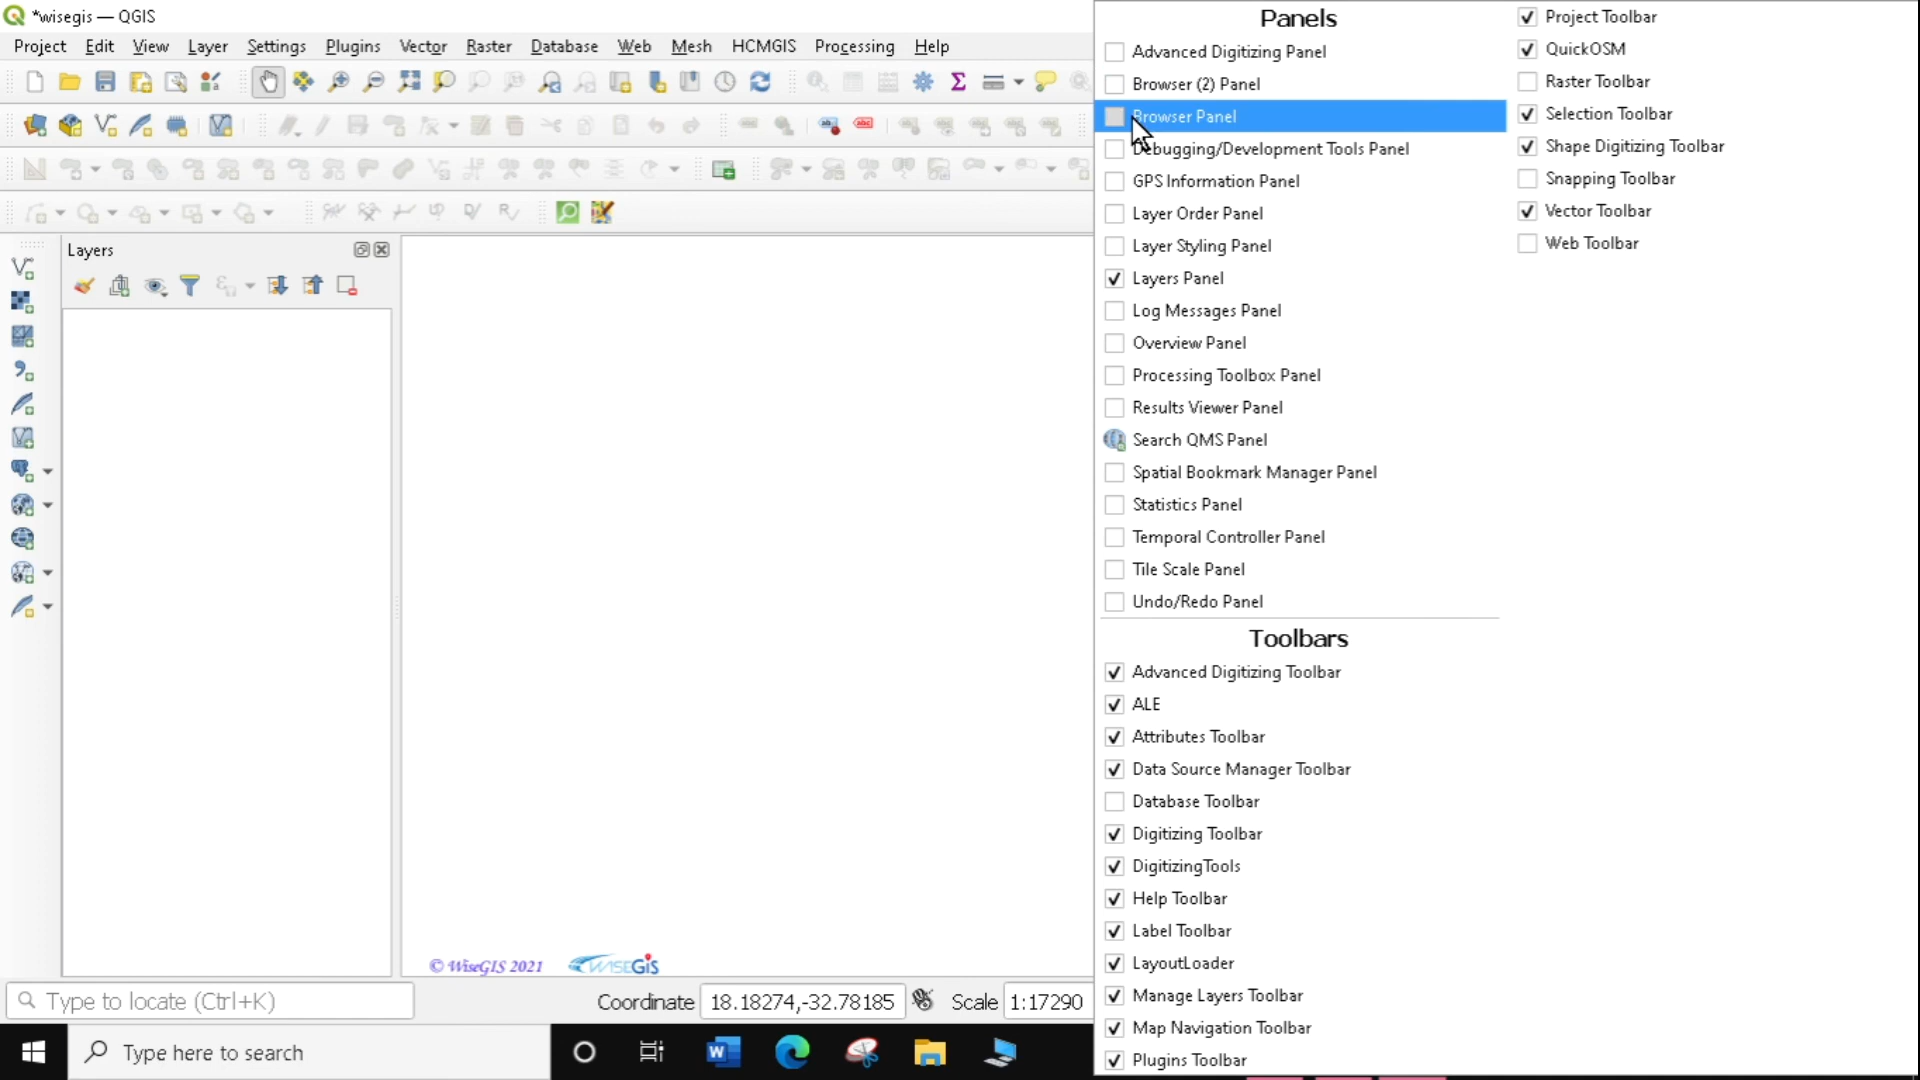 *wisegis — QGIS
Project Edit View Layer Settings Plugins Vector Raster Database Web Mesh HCMGIS Processing Help
Layers
© WiseGIS 2021
WISEGIS
Type to locate (Ctrl+K)
Coordinate 18.18274,-32.78185 Scale 1:17290
Type here to search
Panels
Advanced Digitizing Panel
Browser (2) Panel
Browser Panel
Debugging/Development Tools Panel
GPS Information Panel
Layer Order Panel
Layer Styling Panel
Layers Panel
Log Messages Panel
Overview Panel
Processing Toolbox Panel
Results Viewer Panel
Search QMS Panel
Spatial Bookmark Manager Panel
Statistics Panel
Temporal Controller Panel
Tile Scale Panel
Undo/Redo Panel
Toolbars
Advanced Digitizing Toolbar
ALE
Attributes Toolbar
Data Source Manager Toolbar
Database Toolbar
Digitizing Toolbar
DigitizingTools
Help Toolbar
Label Toolbar
LayoutLoader
Manage Layers Toolbar
Map Navigation Toolbar
Plugins Toolbar
Project Toolbar
QuickOSM
Raster Toolbar
Selection Toolbar
Shape Digitizing Toolbar
Snapping Toolbar
Vector Toolbar
Web Toolbar